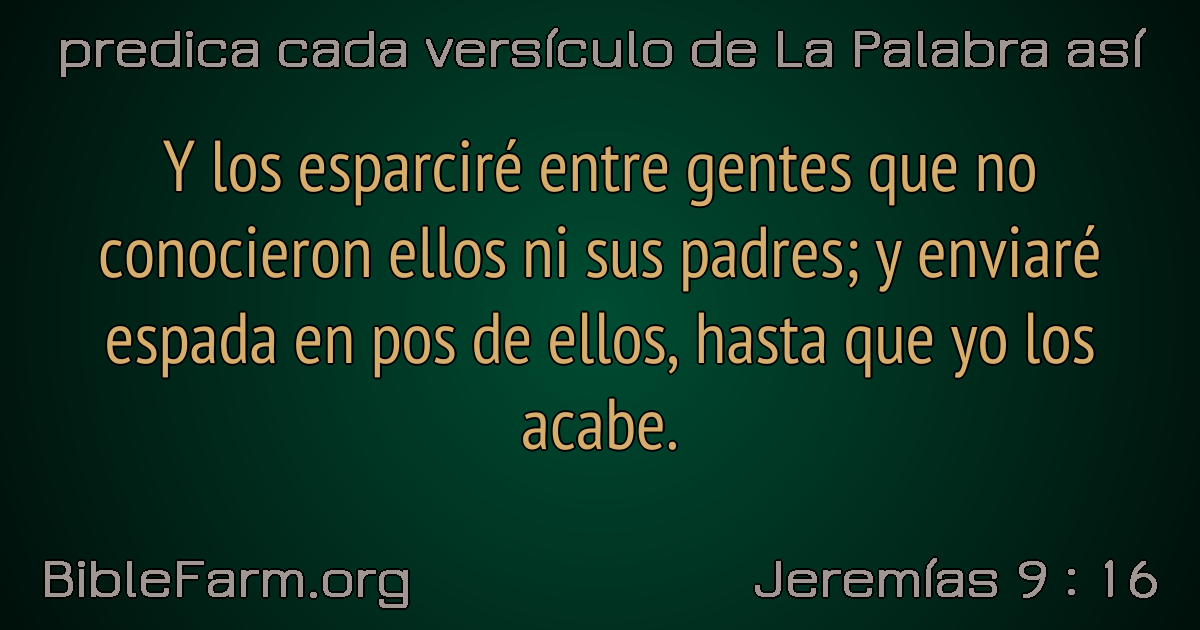 predica cada versículo de La Palabra así
Y los esparciré entre gentes que no
conocieron ellos ni sus padres; y enviaré
espada en pos de ellos, hasta que yo los
acabe.
BibleFarm.org
Jeremías 9 : 16